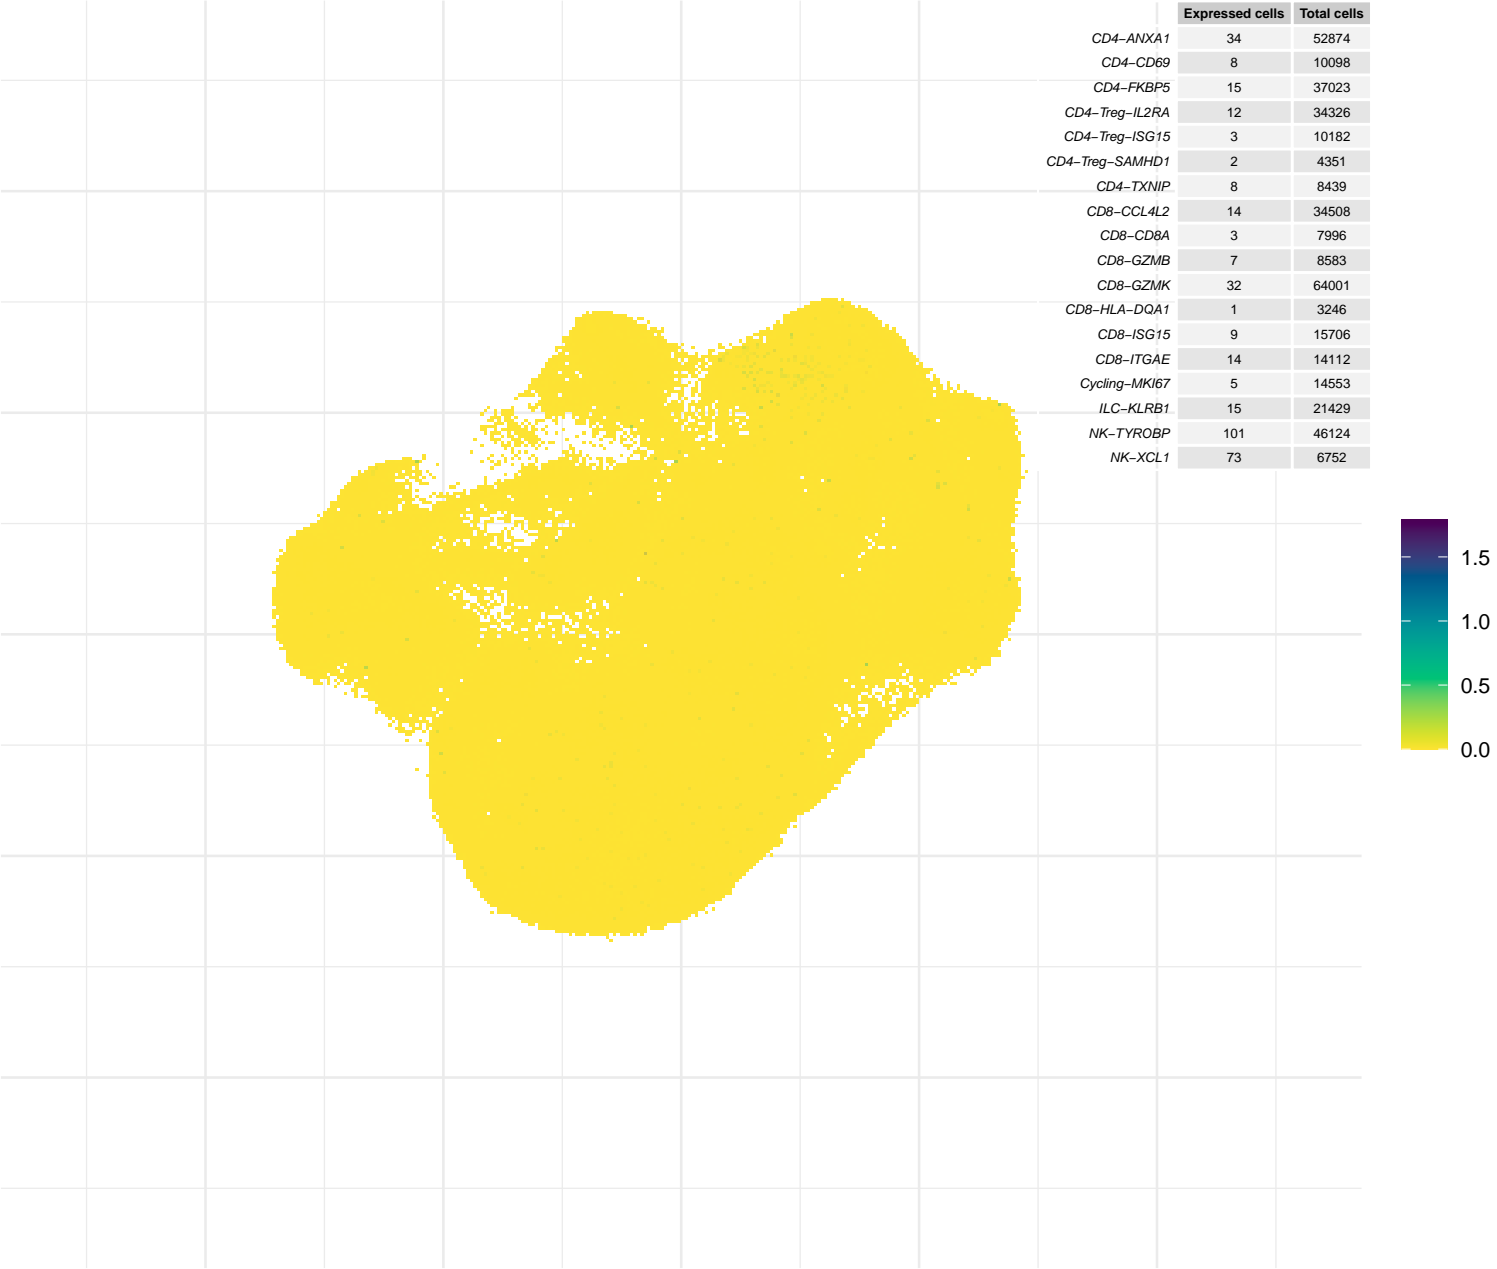 Expressed cells Total cells
CD4−ANXA1 34 52874
CD4−CD69 8 10098
CD4−FKBP5 15 37023
CD4−Treg−IL2RA 12 34326
CD4−Treg−ISG15 3 10182
CD4−Treg−SAMHD1 2 4351
CD4−TXNIP 8 8439
CD8−CCL4L2 14 34508
CD8−CD8A 3 7996
CD8−GZMB 7 8583
CD8−GZMK 32 64001
CD8−HLA−DQA1 1 3246
CD8−ISG15 9 15706
CD8−ITGAE 14 14112
Cycling−MKI67 5 14553
ILC−KLRB1 15 21429
NK−TYROBP 101 46124
NK−XCL1 73 6752
1.5
1.0
0.5
0.0